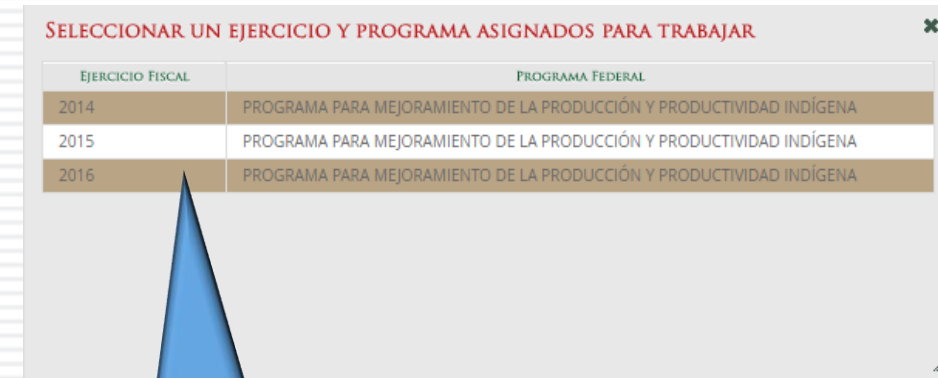 SELECCIONAR UN EJERCICIO Y PROGRAMA ASIGNADOS PARA TRABAJAR
EJERCICIO FISCAL PROGRAMA FEDERAL
2014 PROGRAMA PARA MEJORAMIENTO DE LA PRODUCCIÓN Y PRODUCTIVIDAD INDÍGENA
2015 PROGRAMA PARA MEJORAMIENTO DE LA PRODUCCIÓN Y PRODUCTIVIDAD INDÍGENA
2016 PROGRAMA PARA MEJORAMIENTO DE LA PRODUCCIÓN Y PRODUCTIVIDAD INDÍGENA